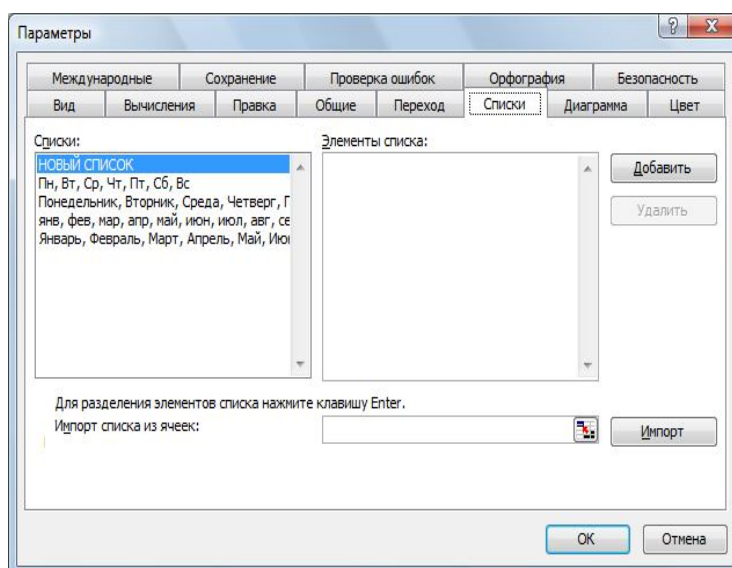 Параметры
Международные Сохранение Проверка ошибок Орфография Безопасность
Вид Вычисления Правка Общие Переход Списки Диаграмма Цвет
Списки: Элементы списка:
НОВЫЙ СПИСОК
Пн, Вт, Ср, Чт, Пт, Сб, Вс
Понедельник, Вторник, Среда, Четверг, П
янв, фев, мар, апр, май, июн, июл, авг, се
Январь, Февраль, Март, Апрель, Май, Ию
Добавить
Удалить
Для разделения элементов списка нажмите клавишу Enter.
Импорт списка из ячеек:
Импорт
ОК Отмена